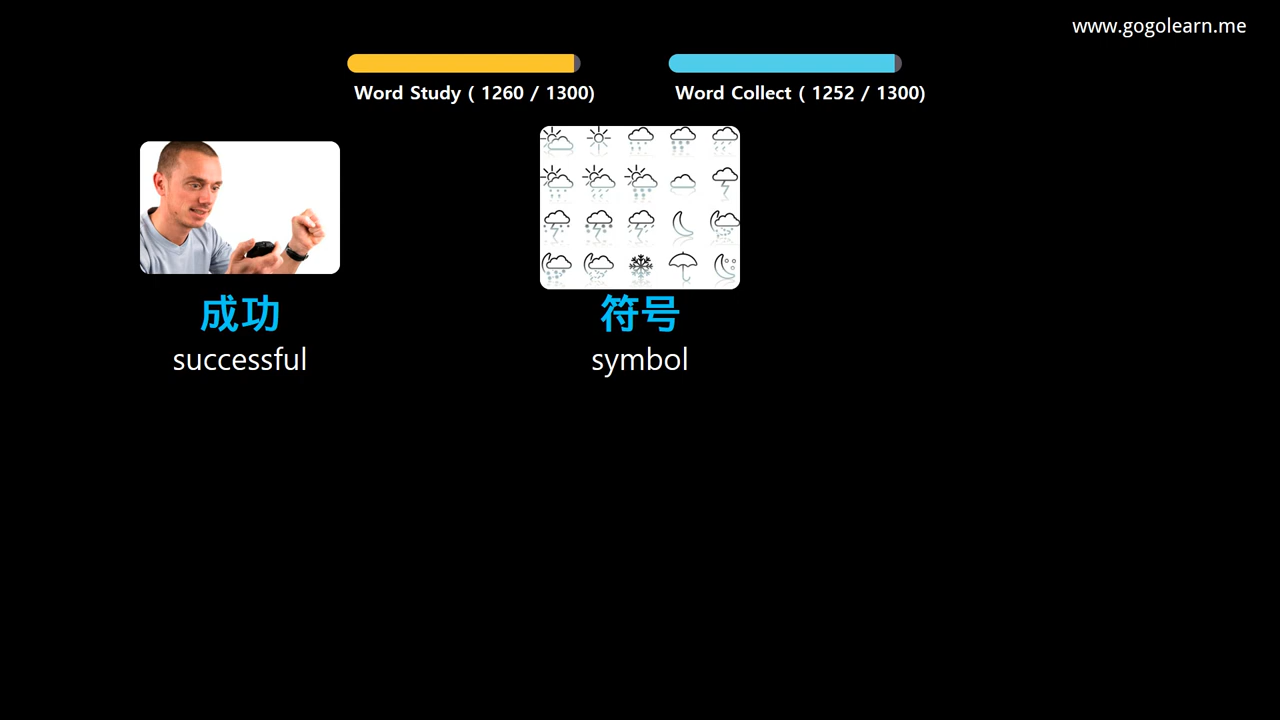 www.gogolearn.me
Word Study ( 1260 / 1300)
Word Collect ( 1252 / 1300)
成功
successful
符号
symbol